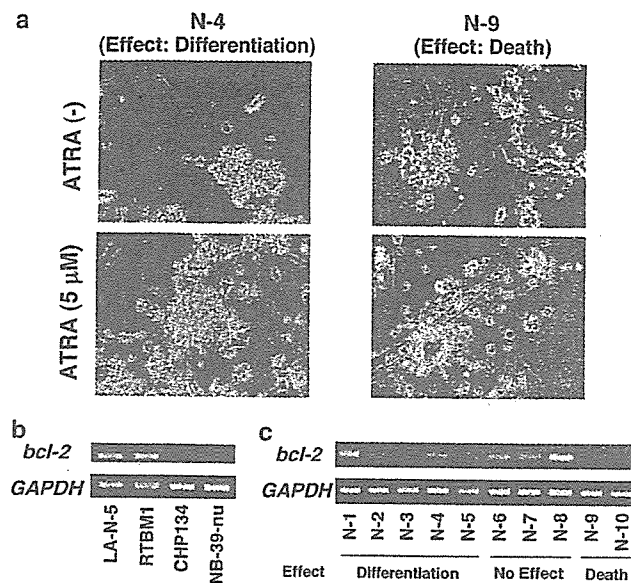 a
N-4
(Effect: Differentiation)
N-9
(Effect: Death)
ATRA (-)
ATRA (5 µM)
b
bcl-2
GAPDH
LA-N-5
RTBM1
CHP134
NB-39-nu
c
bcl-2
GAPDH
N-1
N-2
N-3
N-4
N-5
N-6
N-7
N-8
N-9
N-10
Effect
Differentiation
No Effect
Death